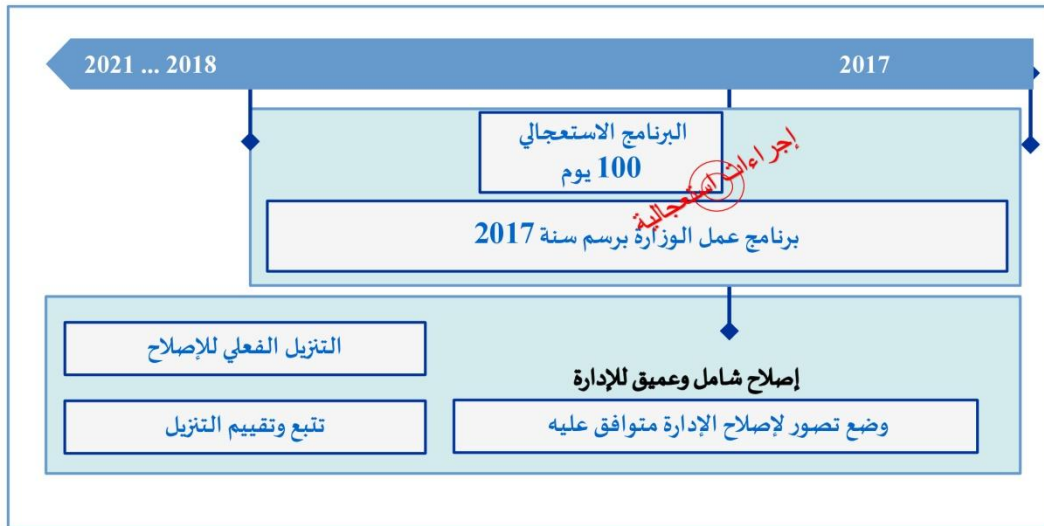 2017
2018 ... 2021
البرنامج الاستعجالي
100 يوم
إجراءات استعجالية
برنامج عمل الوزارة برسم سنة 2017
إصلاح شامل وعميق للإدارة
وضع تصور لإصلاح الإدارة متوافق عليه
التنزيل الفعلي للإصلاح
تتبع وتقييم التنزيل